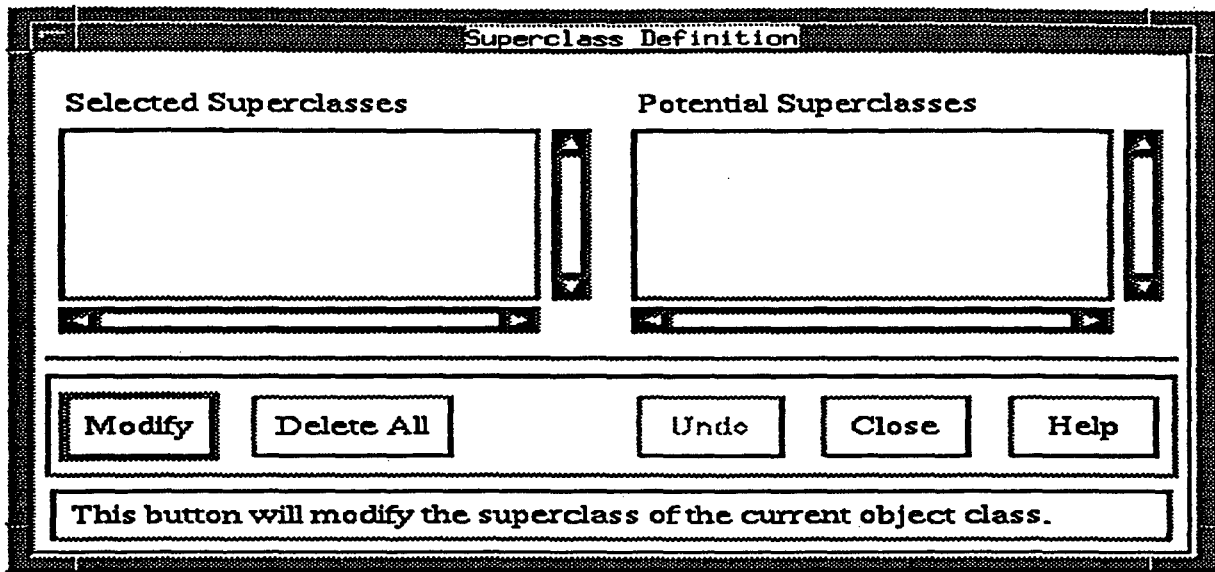 Superclass Definition
Selected Superclasses
Potential Superclasses
Modify
Delete All
Undo
Close
Help
This button will modify the superclass of the current object class.